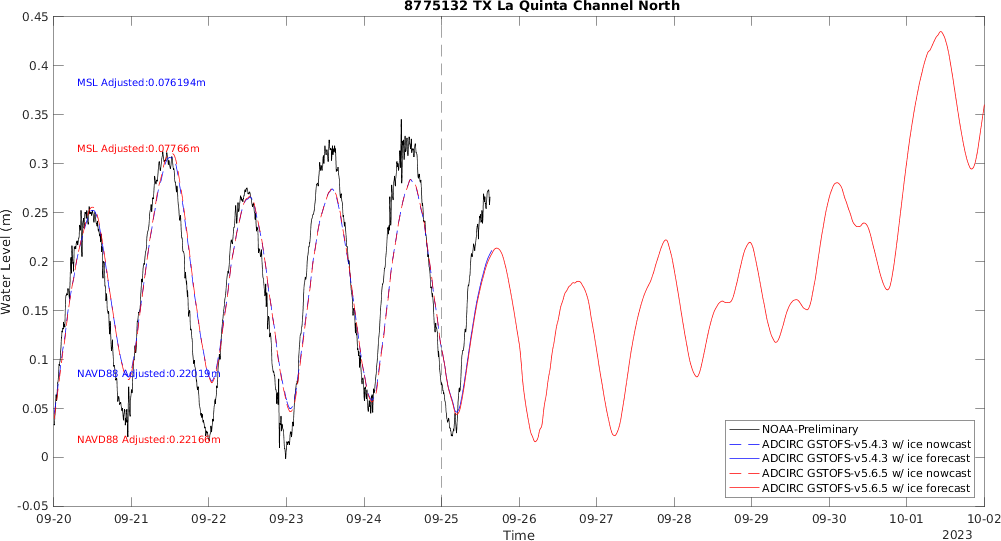 8775132 TX La Quinta Channel North
0.45
0.4
0.35
0.3
0.25
0.2
0.15
0.1
0.05
0
-0.05
Water Level (m)
MSL Adjusted:0.076194m
MSL Adjusted:0.07766m
NAVD88 Adjusted:0.22019m
NAVD88 Adjusted:0.22166m
NOAA-Preliminary
ADCIRC GSTOFS-v5.4.3 w/ ice nowcast
ADCIRC GSTOFS-v5.4.3 w/ ice forecast
ADCIRC GSTOFS-v5.6.5 w/ ice nowcast
ADCIRC GSTOFS-v5.6.5 w/ ice forecast
09-20 09-21 09-22 09-23 09-24 09-25 09-26 09-27 09-28 09-29 09-30 10-01 10-02
Time
2023